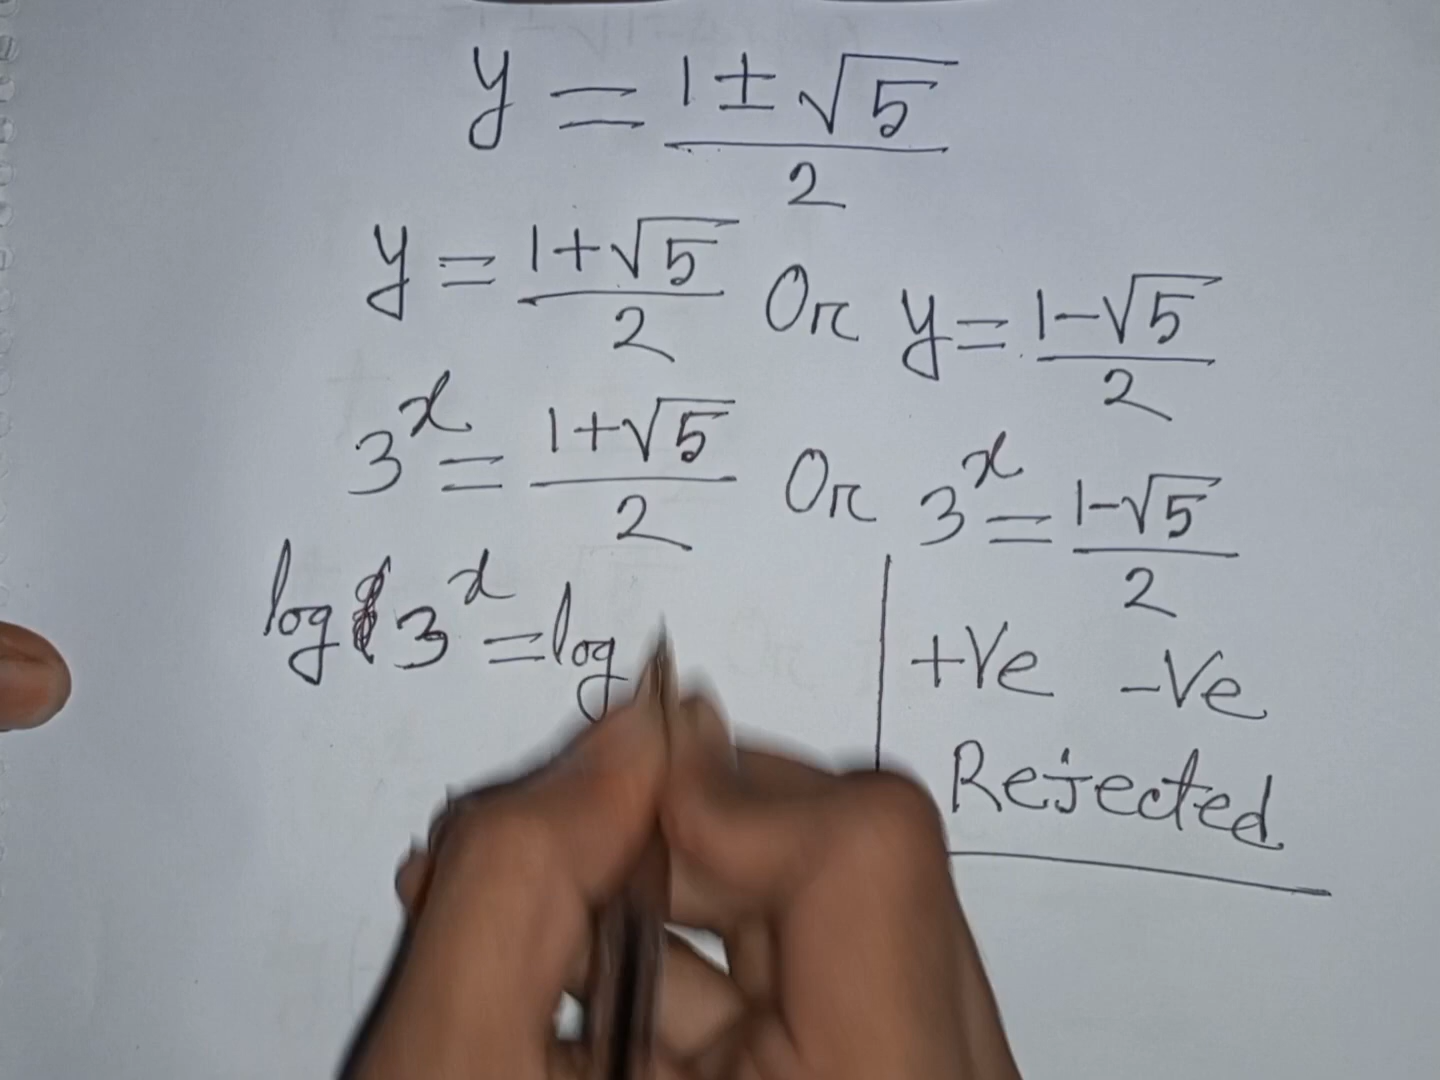 y = (1 ± √5)/2
y = (1+√5)/2 Or y = (1-√5)/2
3^x = (1+√5)/2 Or 3^x = (1-√5)/2
log 3^x = log
+Ve -Ve
Rejected